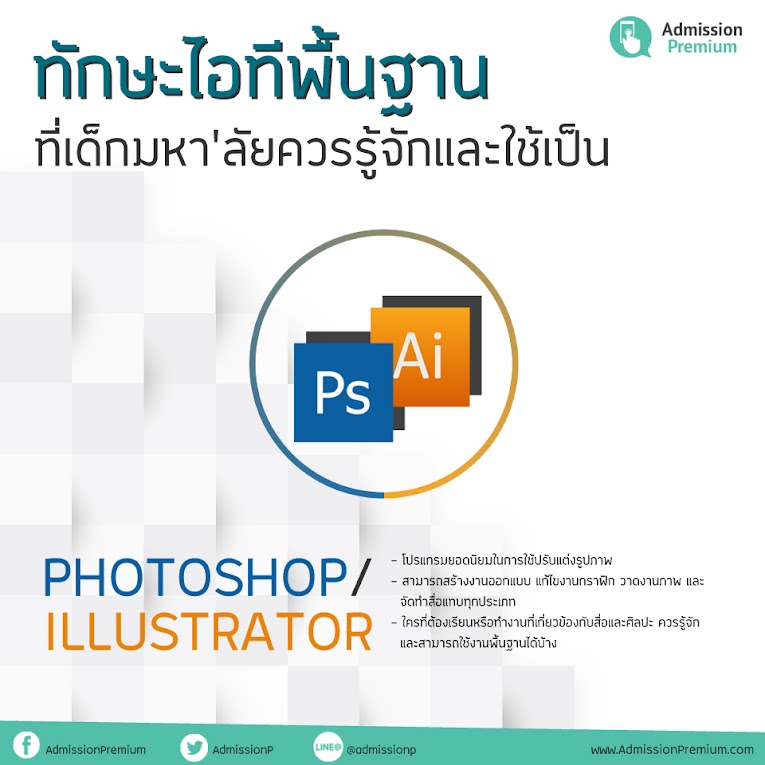 Admission
Premium
ทักษะไอทีพื้นฐาน
ที่เด็กมหา'ลัยควรรู้จักและใช้เป็น
Ai
Ps
PHOTOSHOP/
ILLUSTRATOR
- โปรแกรมยอดนิยมในการใช้ปรับแต่งรูปภาพ
- สามารถสร้างงานออกแบบ แก้ไขงานกราฟิก วาดงานภาพ และ
จัดทำสื่อแทบทุกประเภท
- ใครที่ต้องเรียนหรือทำงานที่เกี่ยวข้องกับสื่อและศิลปะ ควรรู้จัก
และสามารถใช้งานพื้นฐานได้บ้าง
AdmissionPremium
AdmissionP
LINE@
@admissionp
www.AdmissionPremium.com